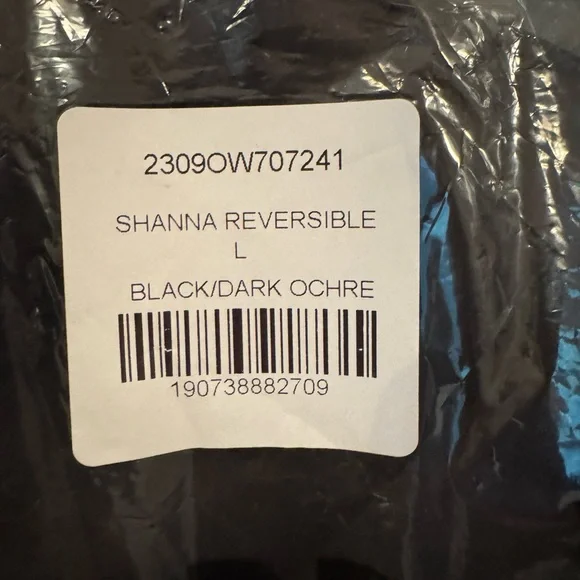 2309OW707241
SHANNA REVERSIBLE
L
BLACK/DARK OCHRE
190738882709